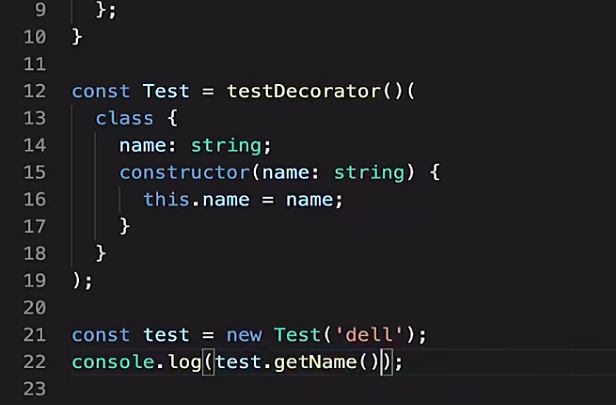 9 };
10 }
11
12 const Test = testDecorator()(
13 class {
14 name: string;
15 constructor(name: string) {
16 this.name = name;
17 }
18 }
19 );
20
21 const test = new Test('dell');
22 console.log(test.getName());
23